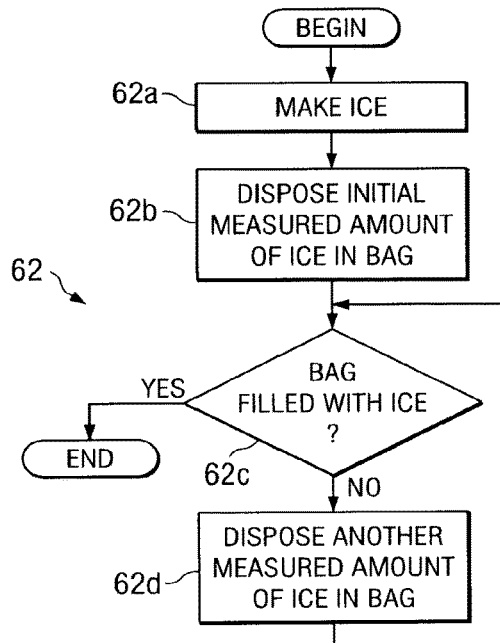 BEGIN
62a
MAKE ICE
62b
DISPOSE INITIAL
MEASURED AMOUNT
OF ICE IN BAG
62
YES
BAG
FILLED WITH ICE
?
END
62c
NO
62d
DISPOSE ANOTHER
MEASURED AMOUNT
OF ICE IN BAG